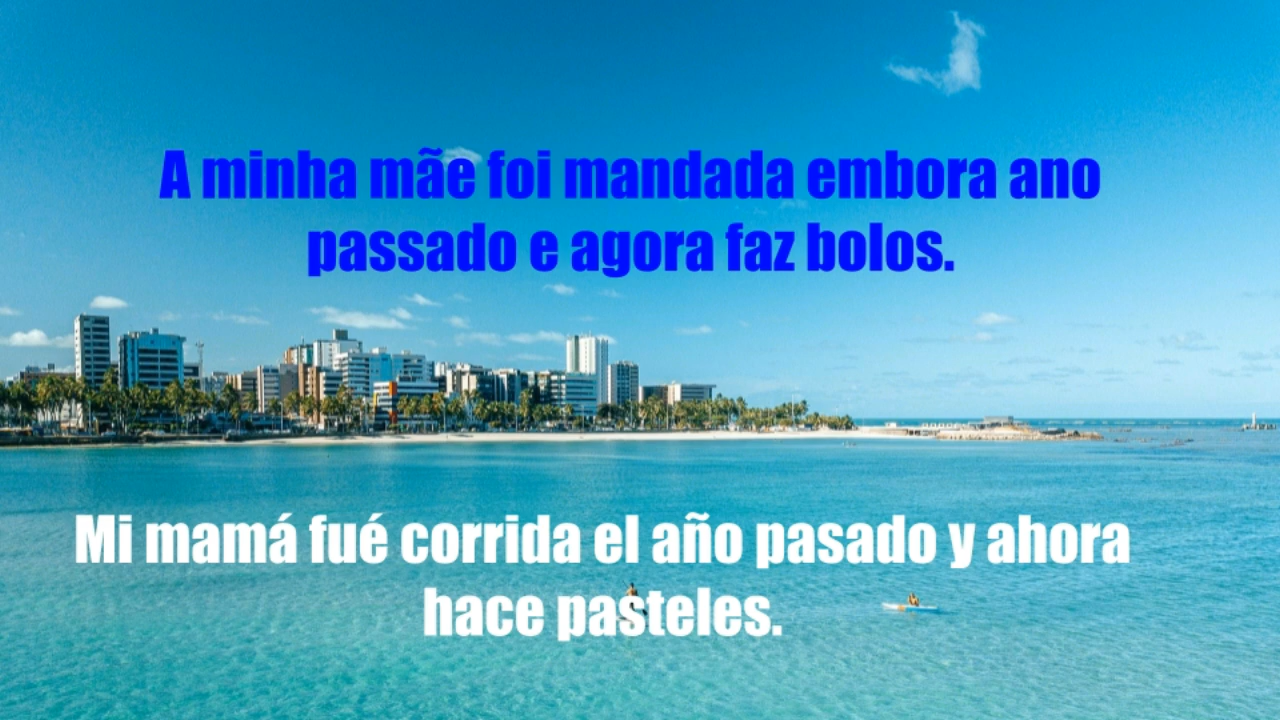 A minha mãe foi mandada embora ano
passado e agora faz bolos.
Mi mamá fué corrida el año pasado y ahora
hace pasteles.